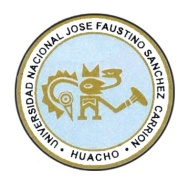 UNIVERSIDAD NACIONAL JOSE FAUSTINO SANCHEZ CARRION
• HUACHO •